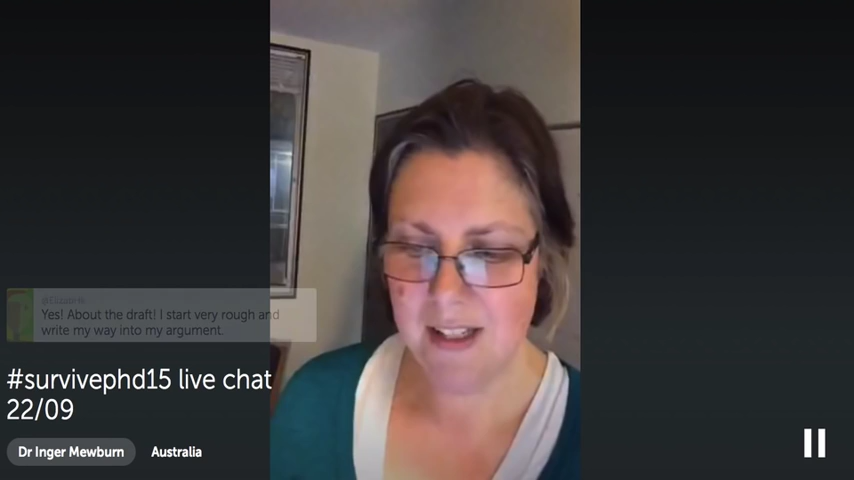 Yes! About the draft! I start very rough and
write my way into my argument.
#survivephd15 live chat
22/09
Dr Inger Mewburn Australia